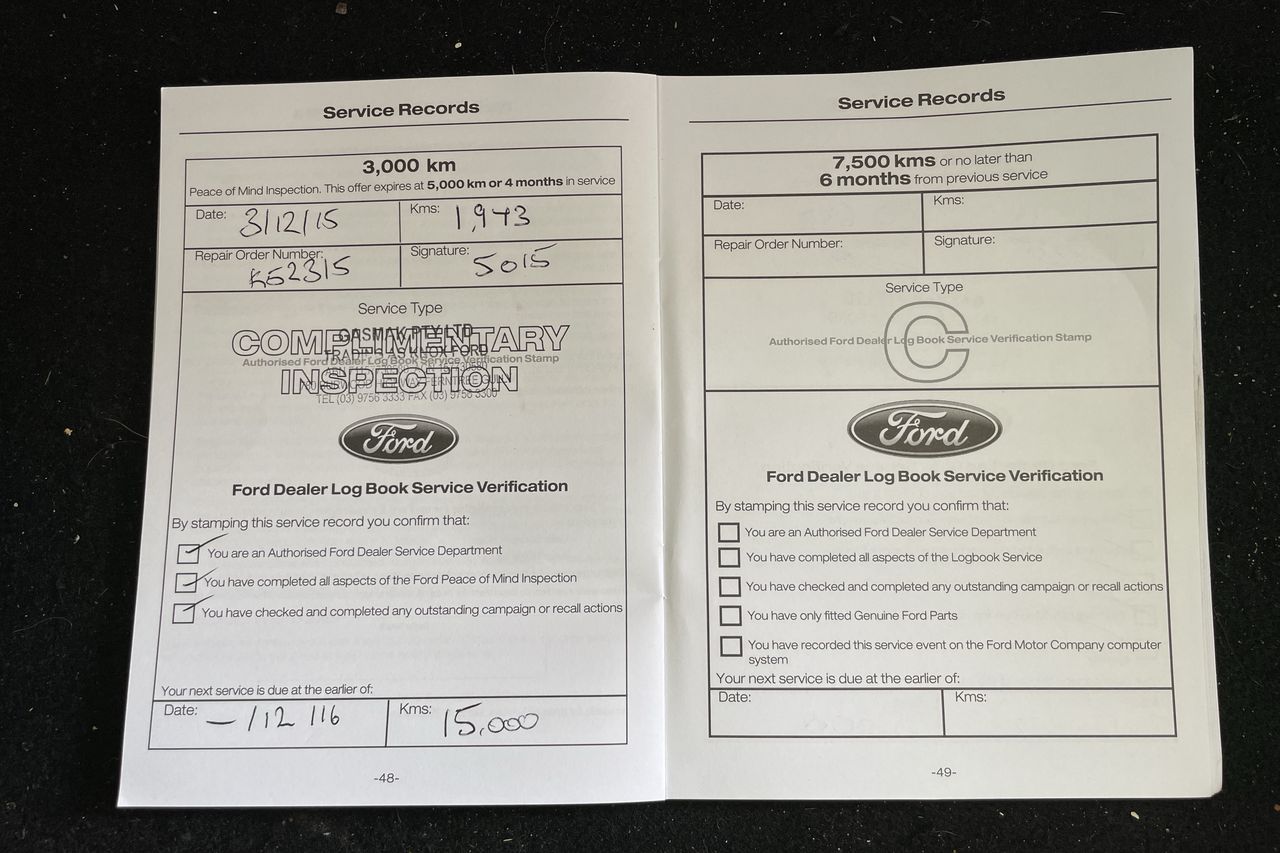 Service Records
3,000 km
Peace of Mind Inspection. This offer expires at 5,000 km or 4 months in service
Date: 3/12/15
Kms: 1,943
Repair Order Number: K52315
Signature: 5015
Service Type
COMPLIMENTARY
GASMAK PTY LTD
TRADING AS KNOX FORD
Authorised Ford Dealer Log Book Service Verification Stamp
INSPECTION
TEL (03) 9756 3333 FAX (03) 9756 3300
Ford
Ford Dealer Log Book Service Verification
By stamping this service record you confirm that:
You are an Authorised Ford Dealer Service Department
You have completed all aspects of the Ford Peace of Mind Inspection
You have checked and completed any outstanding campaign or recall actions
Your next service is due at the earlier of:
Date: —/12/16
Kms: 15,000
-48-
Service Records
7,500 kms or no later than
6 months from previous service
Date:
Kms:
Repair Order Number:
Signature:
Service Type
C
Authorised Ford Dealer Log Book Service Verification Stamp
Ford
Ford Dealer Log Book Service Verification
By stamping this service record you confirm that:
You are an Authorised Ford Dealer Service Department
You have completed all aspects of the Logbook Service
You have checked and completed any outstanding campaign or recall actions
You have only fitted Genuine Ford Parts
You have recorded this service event on the Ford Motor Company computer
system
Your next service is due at the earlier of:
Date:
Kms:
-49-